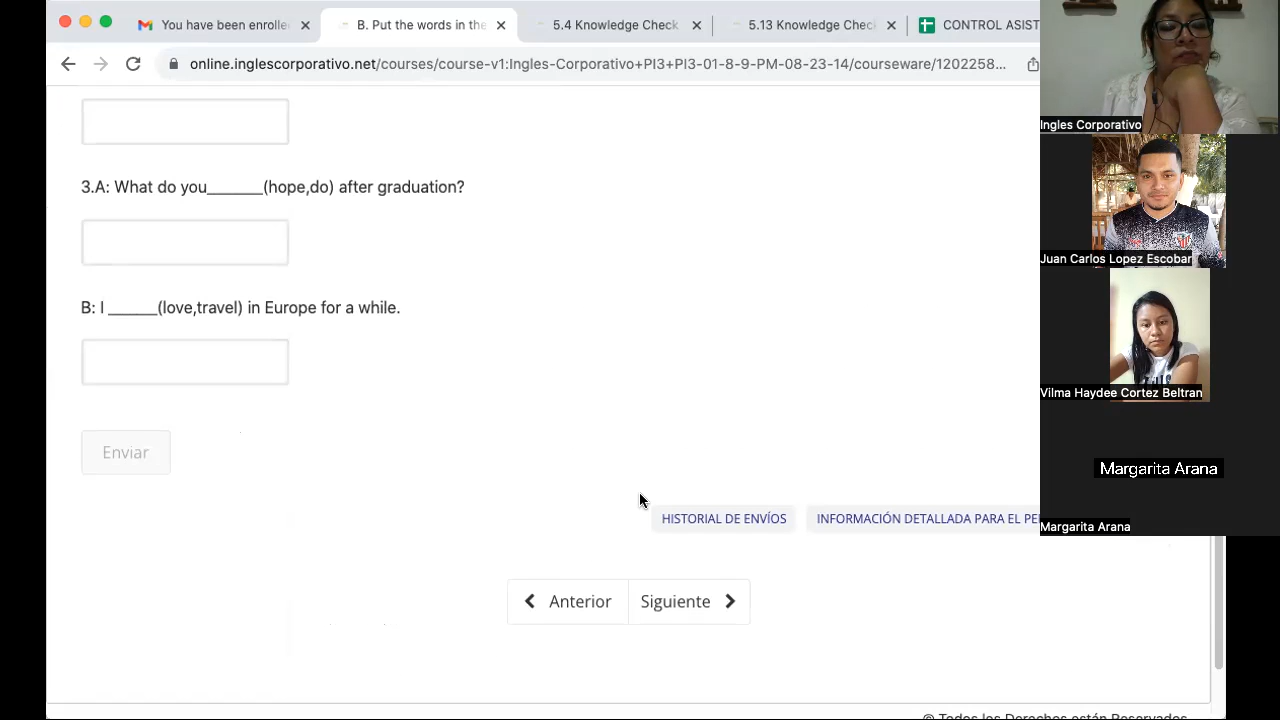 You have been enrolle
B. Put the words in the
5.4 Knowledge Check
5.13 Knowledge Chec
CONTROL ASIST
online.inglescorporativo.net/courses/course-v1:Ingles-Corporativo+PI3+PI3-01-8-9-PM-08-23-14/courseware/1202258...
3.A: What do you_______(hope,do) after graduation?
B: I ______(love,travel) in Europe for a while.
Enviar
HISTORIAL DE ENVÍOS
INFORMACIÓN DETALLADA PARA EL PE
Anterior
Siguiente
© Todos los Derechos están Reservados
Ingles Corporativo
Juan Carlos Lopez Escobar
Vilma Haydee Cortez Beltran
Margarita Arana
Margarita Arana